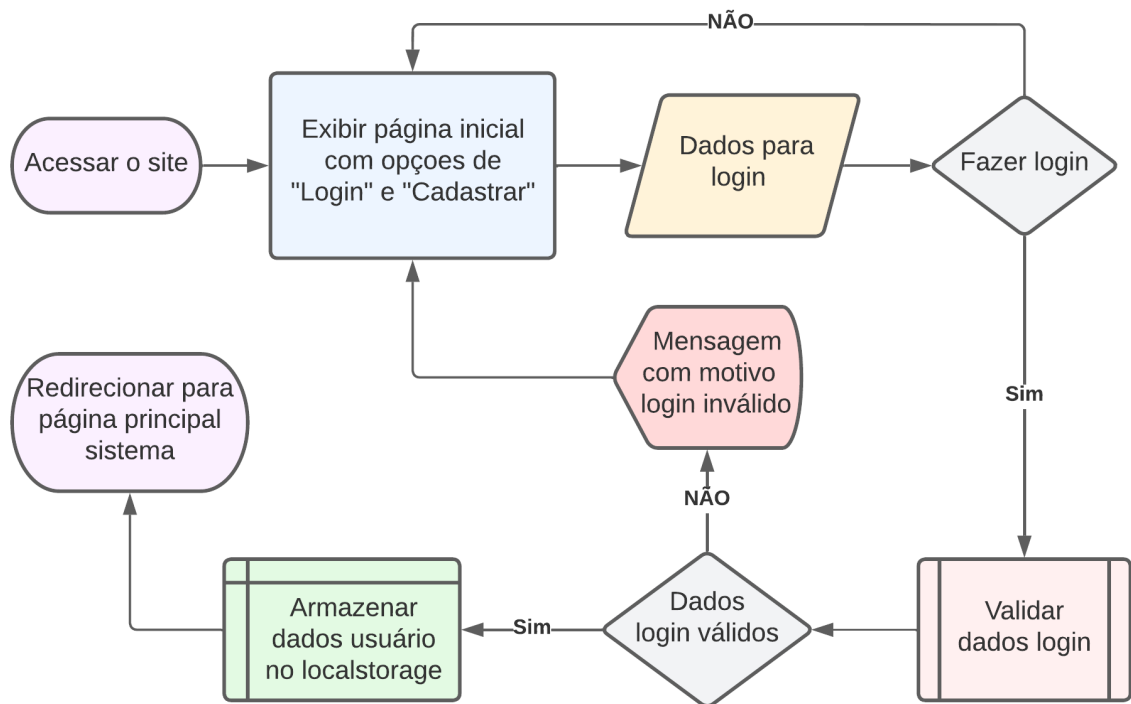 NÃO
Acessar o site
Exibir página inicial
com opçoes de
"Login" e "Cadastrar"
Dados para
login
Fazer login
Mensagem
com motivo
login inválido
Redirecionar para
página principal
sistema
Sim
NÃO
Armazenar
dados usuário
no localstorage
Sim
Dados
login válidos
Validar
dados login